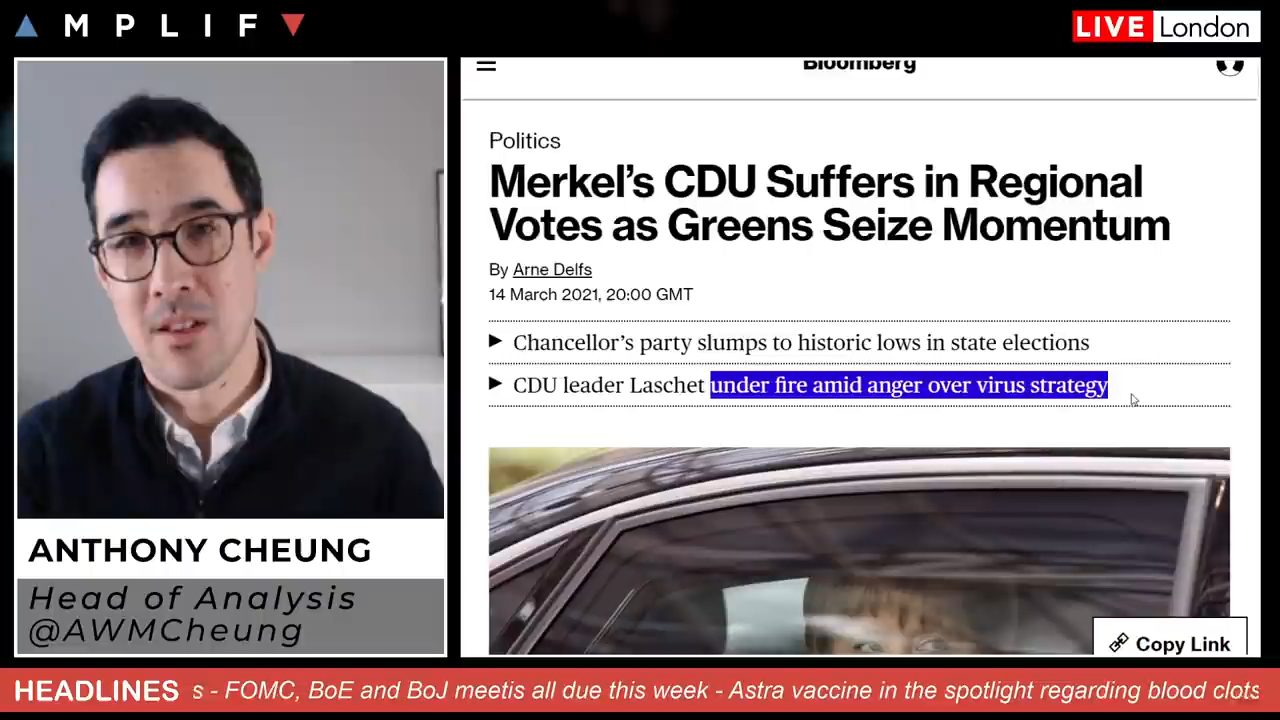 AMPLIFY
LIVE London
Bloomberg
Politics
Merkel's CDU Suffers in Regional
Votes as Greens Seize Momentum
By Arne Delfs
14 March 2021, 20:00 GMT
Chancellor's party slumps to historic lows in state elections
CDU leader Laschet under fire amid anger over virus strategy
Copy Link
ANTHONY CHEUNG
Head of Analysis
@AWMCheung
HEADLINES s - FOMC, BoE and BoJ meetis all due this week - Astra vaccine in the spotlight regarding blood clots